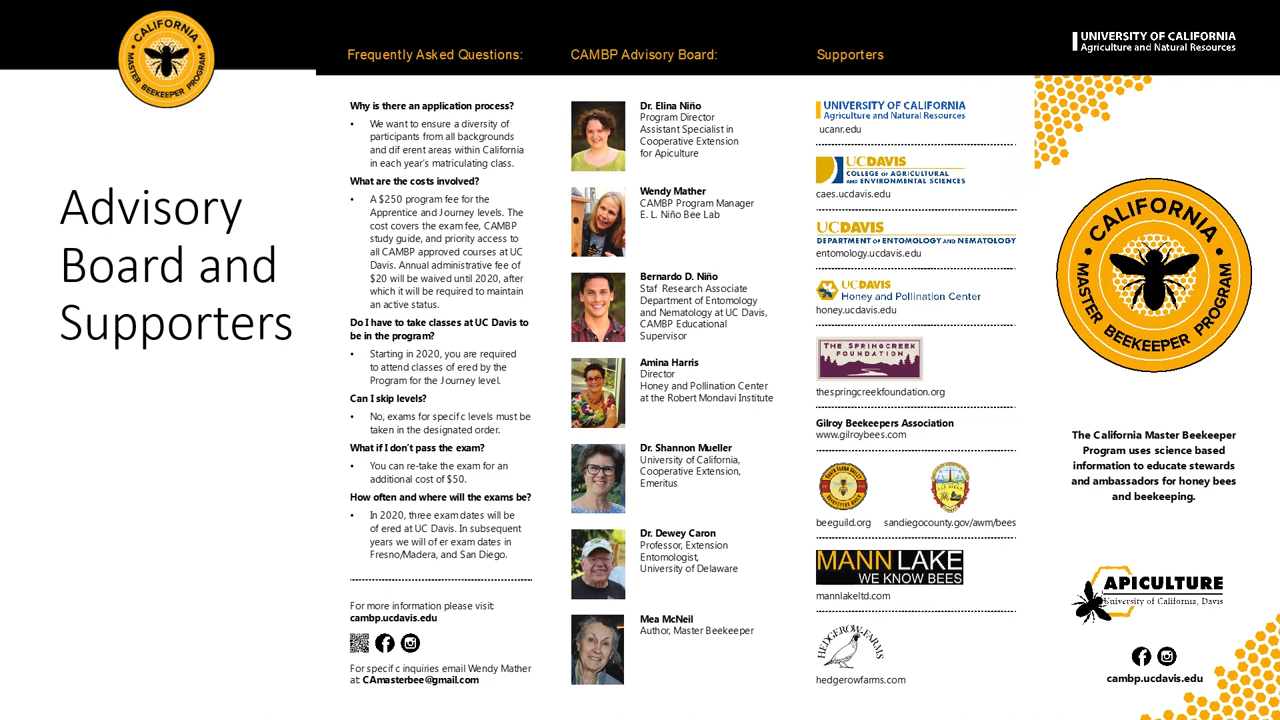 CALIFORNIA
MASTER BEEKEEPER PROGRAM
Advisory
Board and
Supporters
Frequently Asked Questions:
Why is there an application process?
• We want to ensure a diversity of
participants from all backgrounds
and dif erent areas within California
in each year's matriculating class.
What are the costs involved?
• A $250 program fee for the
Apprentice and Journey levels. The
cost covers the exam fee, CAMBP
study guide, and priority access to
all CAMBP approved courses at UC
Davis. Annual administrative fee of
$20 will be waived until 2020, after
which it will be required to maintain
an active status.
Do I have to take classes at UC Davis to
be in the program?
• Starting in 2020, you are required
to attend classes of ered by the
Program for the Journey level.
Can I skip levels?
• No, exams for specif c levels must be
taken in the designated order.
What if I don't pass the exam?
• You can re-take the exam for an
additional cost of $50.
How often and where will the exams be?
• In 2020, three exam dates will be
of ered at UC Davis. In subsequent
years we will of er exam dates in
Fresno/Madera, and San Diego.
For more information please visit:
cambp.ucdavis.edu
For specif c inquiries email Wendy Mather
at: CAmasterbee@gmail.com
CAMBP Advisory Board:
Dr. Elina Niño
Program Director
Assistant Specialist in
Cooperative Extension
for Apiculture
Wendy Mather
CAMBP Program Manager
E. L. Niño Bee Lab
Bernardo D. Niño
Staf Research Associate
Department of Entomology
and Nematology at UC Davis,
CAMBP Educational
Supervisor
Amina Harris
Director
Honey and Pollination Center
at the Robert Mondavi Institute
Dr. Shannon Mueller
University of California,
Cooperative Extension,
Emeritus
Dr. Dewey Caron
Professor, Extension
Entomologist,
University of Delaware
Mea McNeil
Author, Master Beekeeper
Supporters
UNIVERSITY OF CALIFORNIA
Agriculture and Natural Resources
ucanr.edu
UCDAVIS
COLLEGE OF AGRICULTURAL
AND ENVIRONMENTAL SCIENCES
caes.ucdavis.edu
UCDAVIS
DEPARTMENT OF ENTOMOLOGY AND NEMATOLOGY
entomology.ucdavis.edu
UCDAVIS
Honey and Pollination Center
honey.ucdavis.edu
THE SPRINGCREEK
FOUNDATION
thespringcreekfoundation.org
Gilroy Beekeepers Association
www.gilroybees.com
beeguild.org sandiegocounty.gov/awm/bees
MANN LAKE
WE KNOW BEES
mannlakeltd.com
HEDGEROW FARMS
hedgerowfarms.com
UNIVERSITY OF CALIFORNIA
Agriculture and Natural Resources
CALIFORNIA
MASTER BEEKEEPER PROGRAM
The California Master Beekeeper
Program uses science based
information to educate stewards
and ambassadors for honey bees
and beekeeping.
APICULTURE
University of California, Davis
cambp.ucdavis.edu